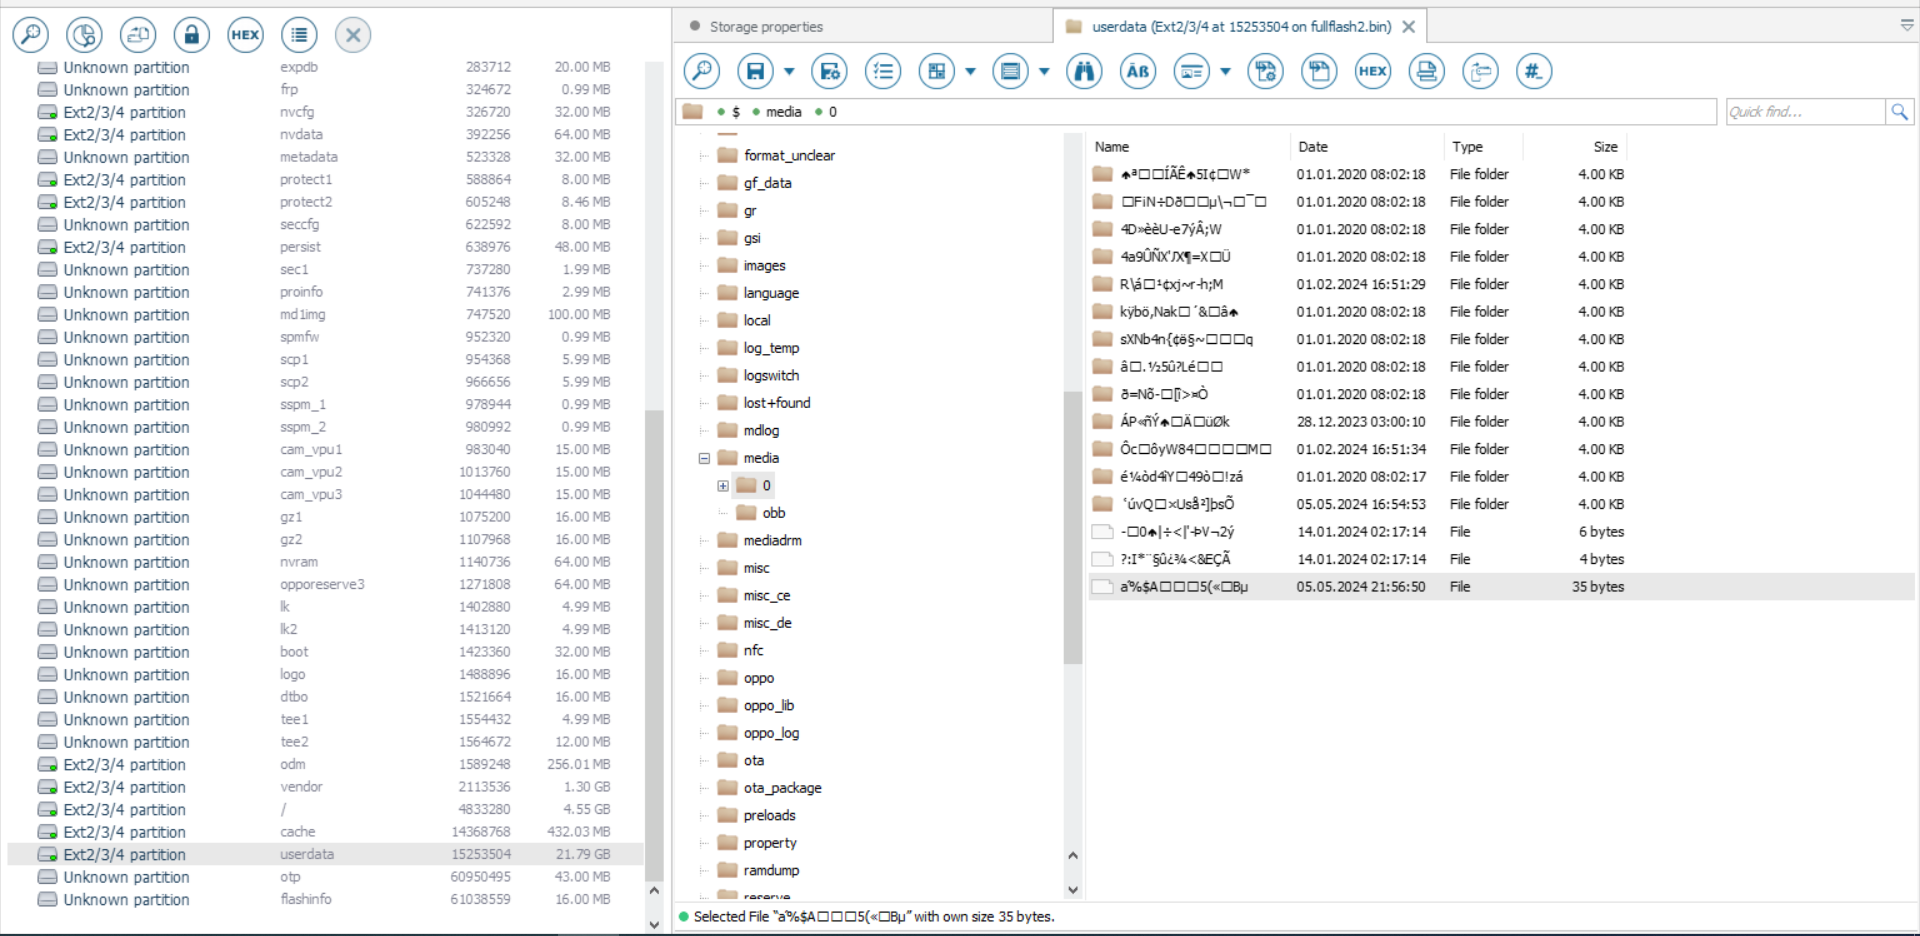 HEX
Unknown partition expdb 283712 20.00 MB
Unknown partition frp 324672 0.99 MB
Ext2/3/4 partition nvcfg 326720 32.00 MB
Ext2/3/4 partition nvdata 392256 64.00 MB
Unknown partition metadata 523328 32.00 MB
Ext2/3/4 partition protect1 588864 8.00 MB
Ext2/3/4 partition protect2 605248 8.46 MB
Unknown partition seccfg 622592 8.00 MB
Ext2/3/4 partition persist 638976 48.00 MB
Unknown partition sec1 737280 1.99 MB
Unknown partition proinfo 741376 2.99 MB
Unknown partition md1img 747520 100.00 MB
Unknown partition spmfw 952320 0.99 MB
Unknown partition scp1 954368 5.99 MB
Unknown partition scp2 966656 5.99 MB
Unknown partition sspm_1 978944 0.99 MB
Unknown partition sspm_2 980992 0.99 MB
Unknown partition cam_vpu1 983040 15.00 MB
Unknown partition cam_vpu2 1013760 15.00 MB
Unknown partition cam_vpu3 1044480 15.00 MB
Unknown partition gz1 1075200 16.00 MB
Unknown partition gz2 1107968 16.00 MB
Unknown partition nvram 1140736 64.00 MB
Unknown partition opporeserve3 1271808 64.00 MB
Unknown partition lk 1402880 4.99 MB
Unknown partition lk2 1413120 4.99 MB
Unknown partition boot 1423360 32.00 MB
Unknown partition logo 1488896 16.00 MB
Unknown partition dtbo 1521664 16.00 MB
Unknown partition tee1 1554432 4.99 MB
Unknown partition tee2 1564672 12.00 MB
Ext2/3/4 partition odm 1589248 256.01 MB
Ext2/3/4 partition vendor 2113536 1.30 GB
Ext2/3/4 partition / 4833280 4.55 GB
Ext2/3/4 partition cache 14368768 432.03 MB
Ext2/3/4 partition userdata 15253504 21.79 GB
Unknown partition otp 60950495 43.00 MB
Unknown partition flashinfo 61038559 16.00 MB
Storage properties
userdata (Ext2/3/4 at 15253504 on fullflash2.bin)
ÄB HEX #_
$ media 0
Quick find...
format_unclear
gf_data
gr
gsi
images
language
local
log_temp
logswitch
lost+found
mdlog
media
0
obb
mediadrm
misc
misc_ce
misc_de
nfc
oppo
oppo_lib
oppo_log
ota
ota_package
preloads
property
ramdump
reserve
Name Date Type Size
♠ª□□ÍÃÊ♠5I¢□W* 01.01.2020 08:02:18 File folder 4.00 KB
□FiN÷Dð□□µ\¬□¯□ 01.01.2020 08:02:18 File folder 4.00 KB
4D»èèU-e7ýÂ;W 01.01.2020 08:02:18 File folder 4.00 KB
4a9ÛÑX'J'X¶=X□Ü 01.01.2020 08:02:18 File folder 4.00 KB
R\á□¹¢xj~r-h;M 01.02.2024 16:51:29 File folder 4.00 KB
kÿbö,Nak□´&□â♠ 01.01.2020 08:02:18 File folder 4.00 KB
sXNb4n{¢ë§~□□□q 01.01.2020 08:02:18 File folder 4.00 KB
â□.½5û?Lé□□ 01.01.2020 08:02:18 File folder 4.00 KB
ð=Nõ-□[î>¤Ò 01.01.2020 08:02:18 File folder 4.00 KB
ÁP«ñÝ♠□Ä□üØk 28.12.2023 03:00:10 File folder 4.00 KB
Ôc□ôyW84□□□□M□ 01.02.2024 16:51:34 File folder 4.00 KB
é¼òd4îY□49ò□!zá 01.01.2020 08:02:17 File folder 4.00 KB
‛úvQ□×Uså²]þsÕ 05.05.2024 16:54:53 File folder 4.00 KB
-□0♠|÷<|'-ÞV¬2ý 14.01.2024 02:17:14 File 6 bytes
?:I*¨§û¿¾<&EÇÃ 14.01.2024 02:17:14 File 4 bytes
a'%$A□□□5(«□Bµ 05.05.2024 21:56:50 File 35 bytes
Selected File "a'%$A□□□5(«□Bµ" with own size 35 bytes.